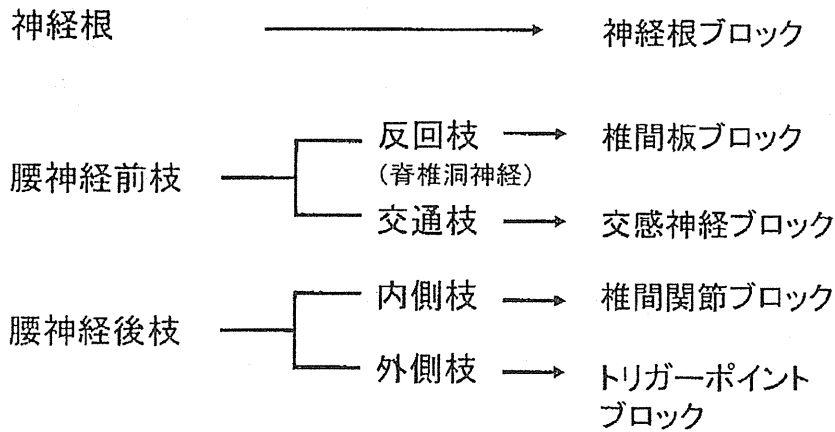 神経根
神経根ブロック
反回枝
椎間板ブロック
腰神経前枝
(脊椎洞神経)
交通枝
交感神経ブロック
内側枝
椎間関節ブロック
腰神経後枝
外側枝
トリガーポイント
ブロック